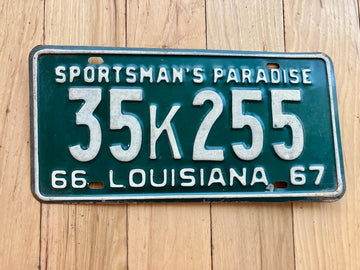 SPORTSMAN'S PARADISE
35K255
66 LOUISIANA 67